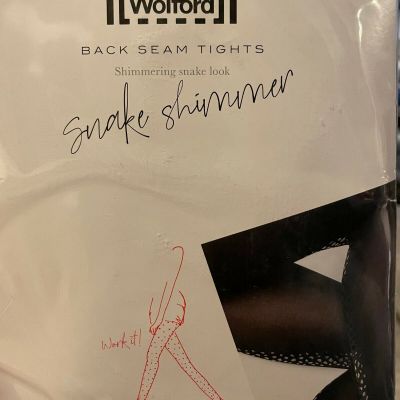 Wolford
BACK SEAM TIGHTS
Shimmering snake look
Snake shimmer
Work it!